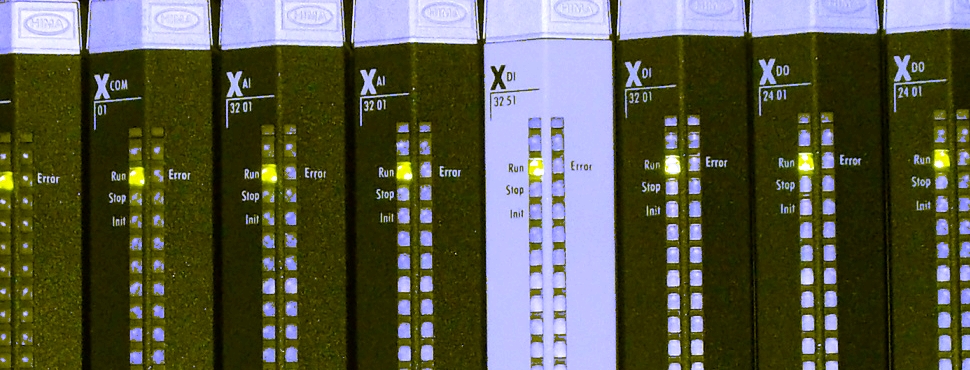 HIMA
HIMA
HIMA
HIMA
HIMA
Error
X COM
01
Run
Error
Stop
Init
X AI
32 01
Run
Error
Stop
Init
X AI
32 01
Run
Error
Stop
Init
X DI
32 51
Run
Error
Stop
Init
X DI
32 01
Run
Error
Stop
Init
X DO
24 01
Run
Error
Stop
Init
X DO
24 01
Run
Stop
Init